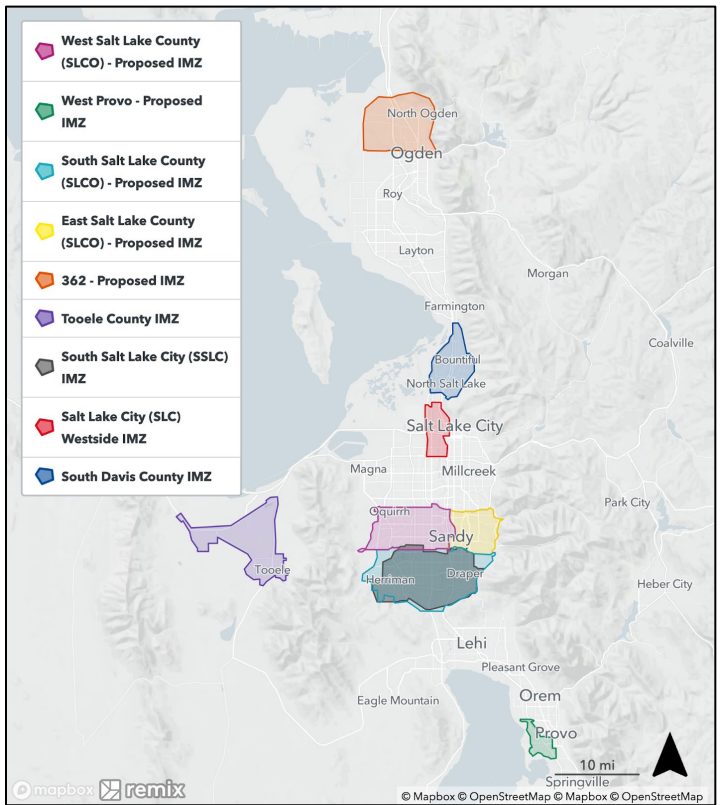 West Salt Lake County
(SLCO) - Proposed IMZ
West Provo - Proposed
IMZ
South Salt Lake County
(SLCO) - Proposed IMZ
East Salt Lake County
(SLCO) - Proposed IMZ
362 - Proposed IMZ
Tooele County IMZ
South Salt Lake City (SSLC)
IMZ
Salt Lake City (SLC)
Westside IMZ
South Davis County IMZ
North Ogden
Ogden
Roy
Layton
Morgan
Farmington
Coalville
Bountiful
North Salt Lake
Salt Lake City
Magna
Millcreek
Park City
Oquirrh
Sandy
Tooele
Herriman
Draper
Heber City
Lehi
Pleasant Grove
Orem
Eagle Mountain
Provo
10 mi
Springville
mapbox remix
© Mapbox © OpenStreetMap © Mapbox © OpenStreetMap